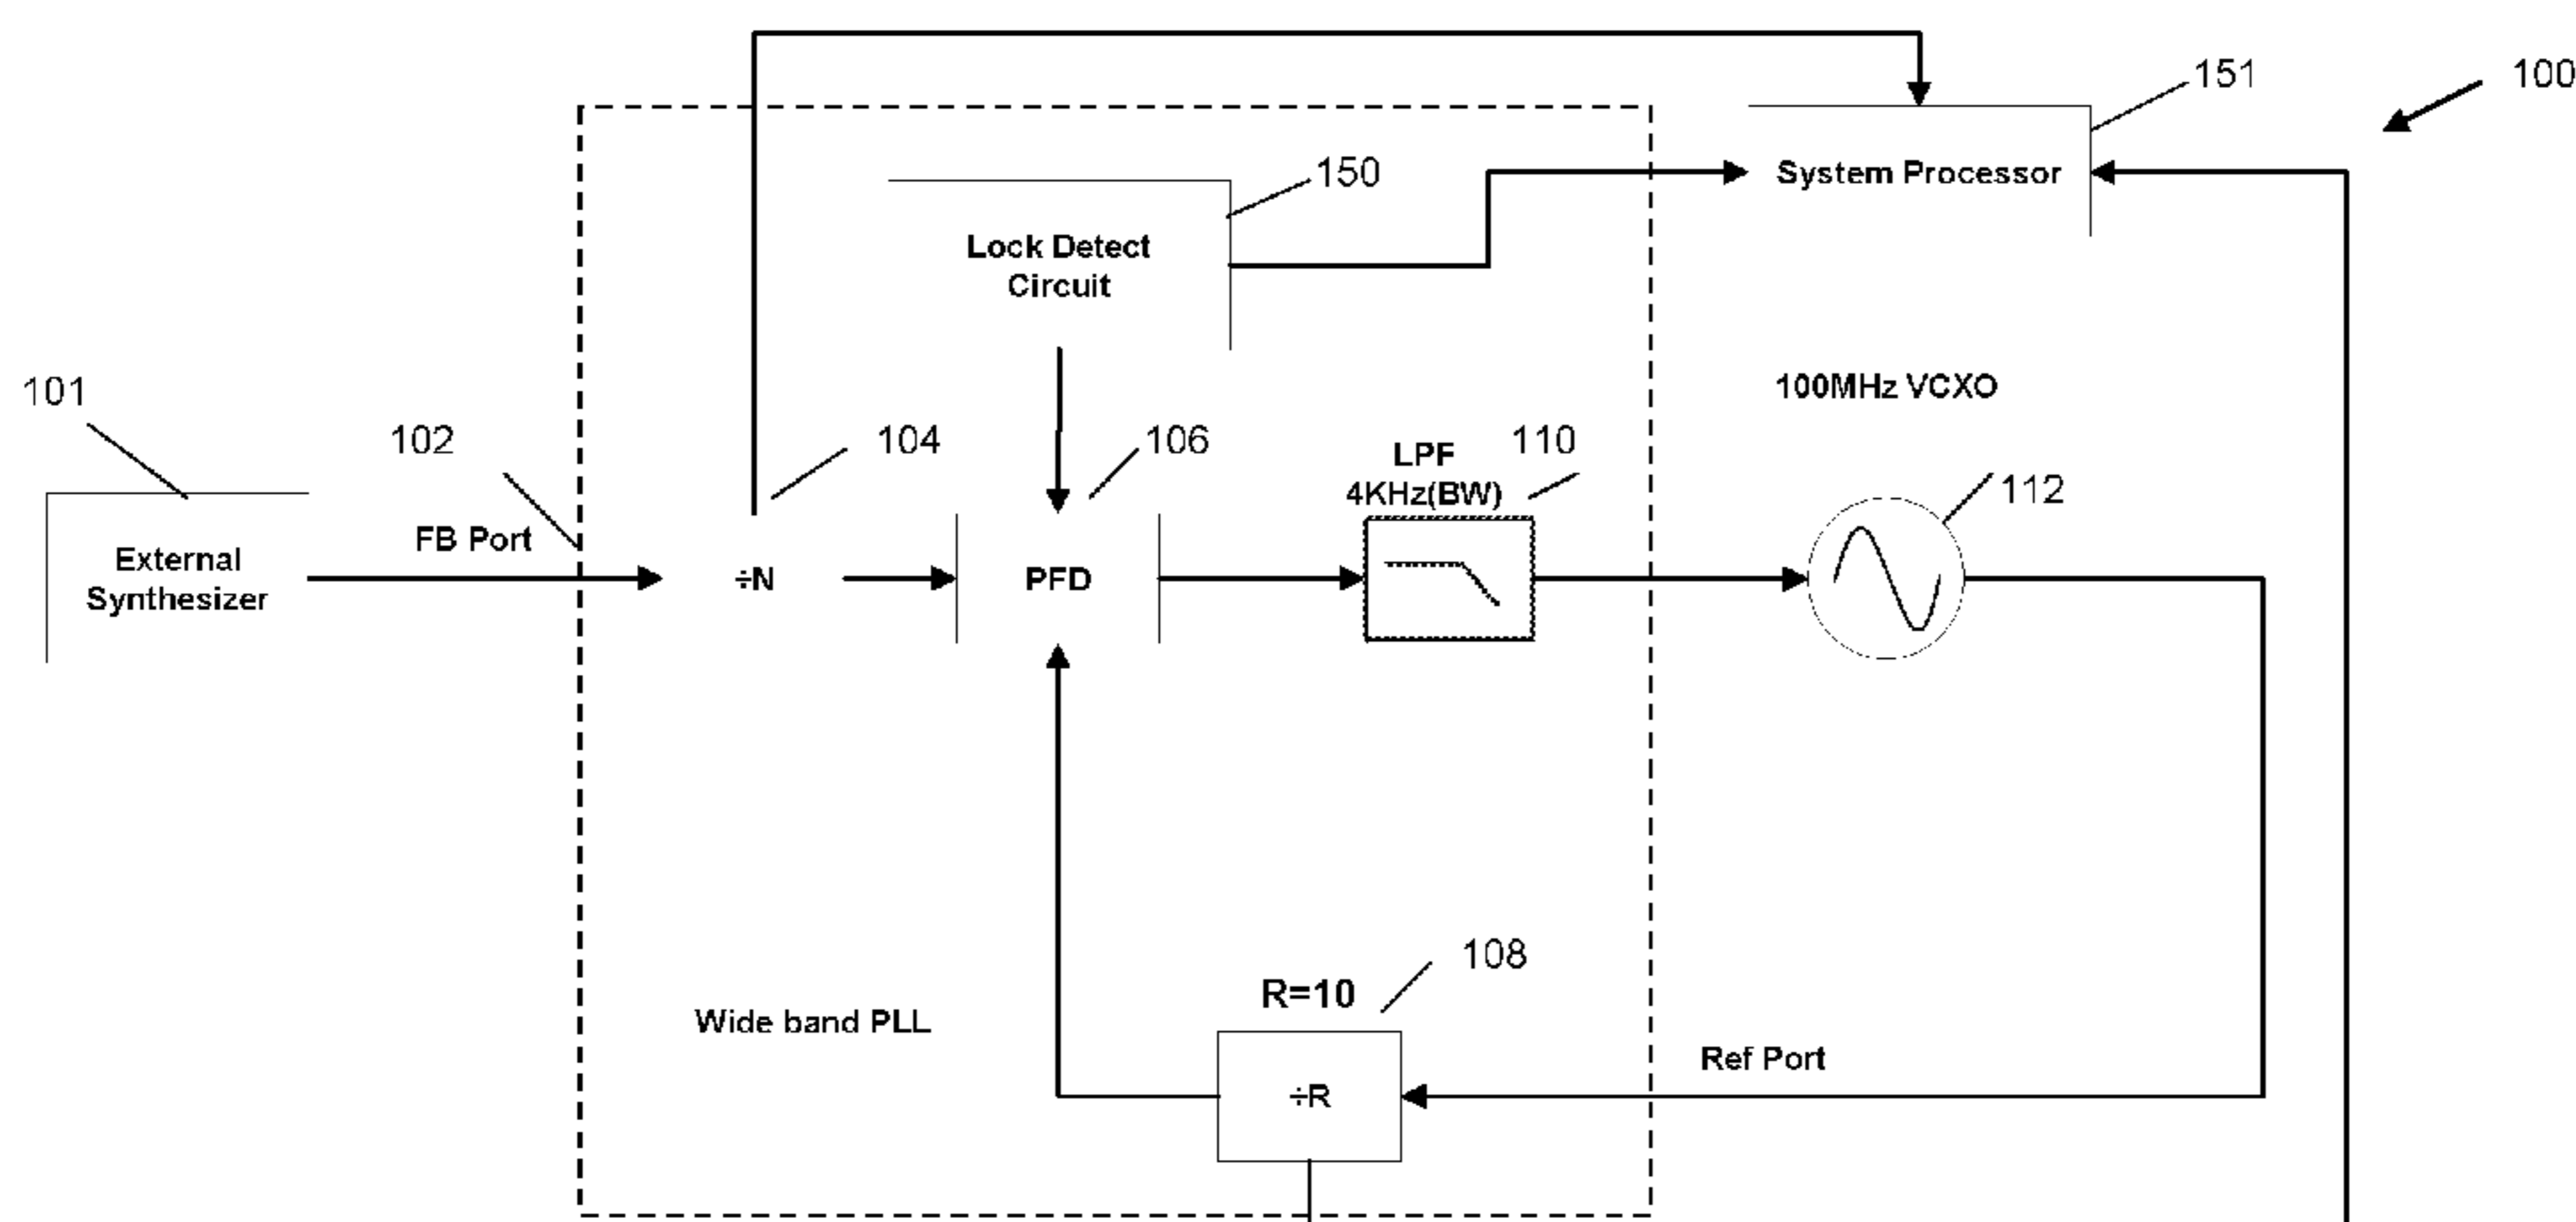 151
100
System Processor
150
Lock Detect
Circuit
100MHz VCXO
101
102
104
106
LPF
4KHz(BW)
110
112
External
Synthesizer
FB Port
÷N
PFD
108
R=10
Wide band PLL
÷R
Ref Port